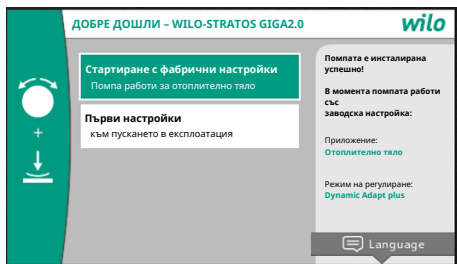 ДОБРЕ ДОШЛИ – WILO-STRATOS GIGA2.0
wilo
Стартиране с фабрични настройки
Помпа работи за отоплително тяло
Първи настройки
към пускането в експлоатация
Помпата е инсталирана
успешно!
В момента помпата работи
със
заводска настройка:
Приложение:
Отоплително тяло
Режим на регулиране:
Dynamic Adapt plus
+
Language